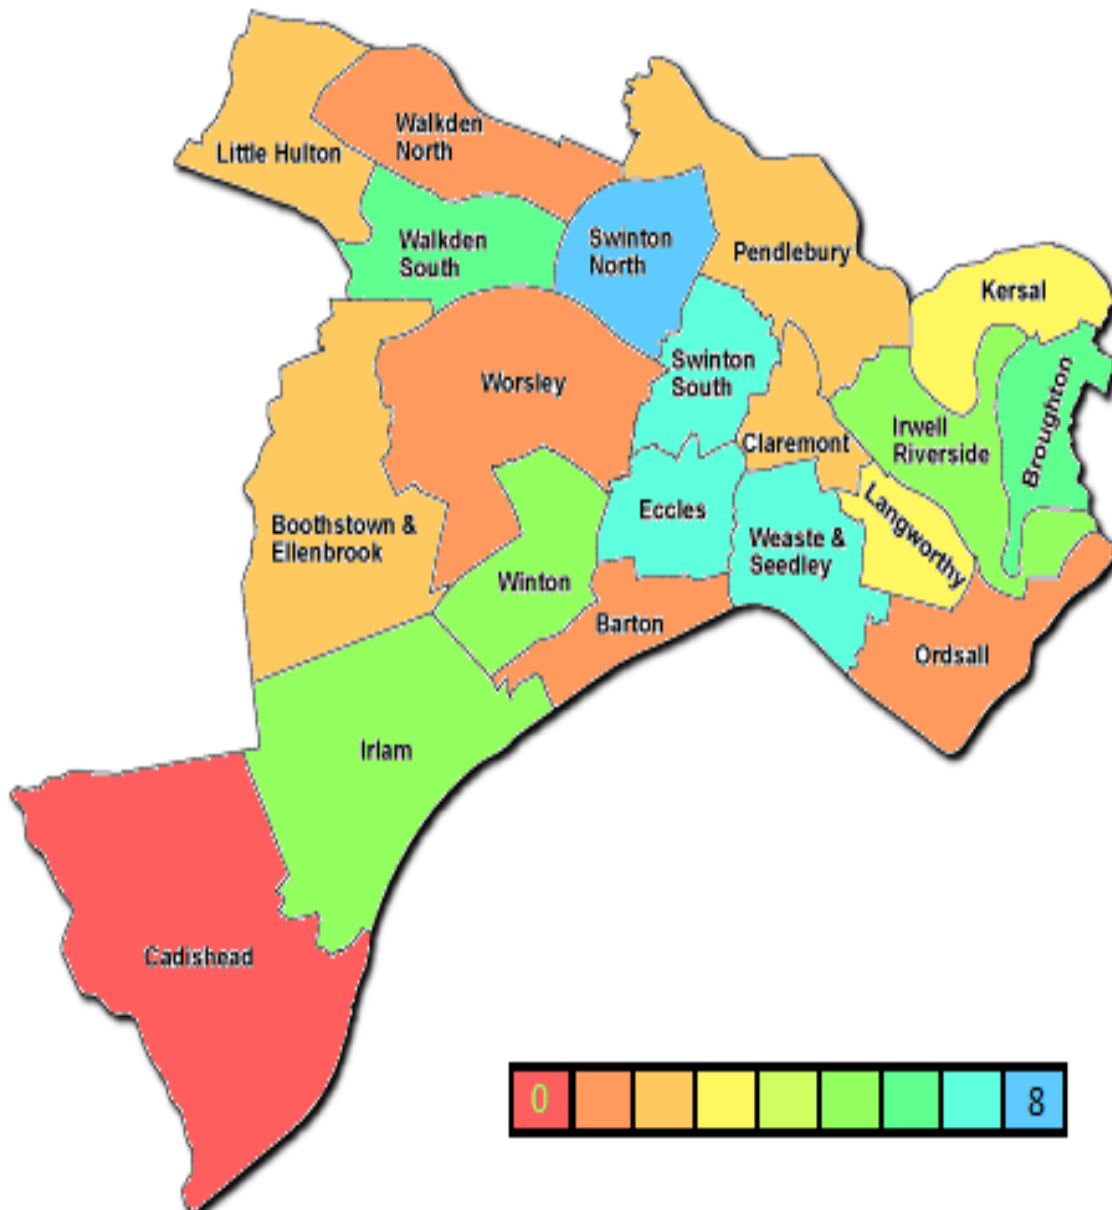 Walkden
North
Little Hulton
Walkden
South
Swinton
North
Pendlebury
Kersal
Worsley
Swinton
South
Claremont
Irwell
Riverside
Broughton
Eccles
Langworthy
Boothstown &
Ellenbrook
Weaste &
Seedley
Winton
Barton
Ordsall
Irlam
Cadishead
0
8